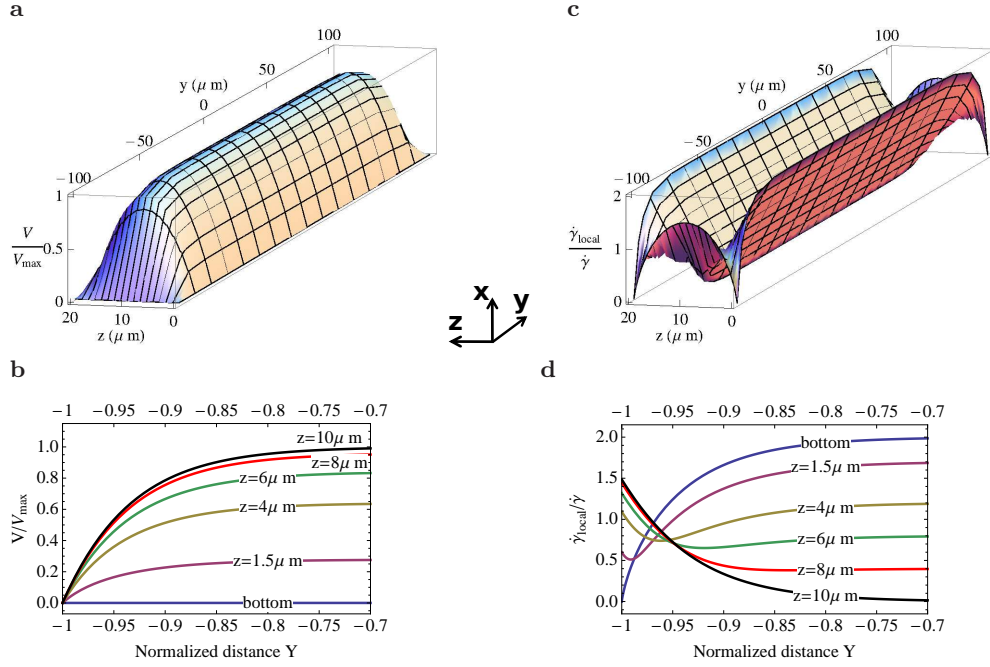 a
100
y (μ m)
50
0
−50
−100
1
V
V_max
0.5
0
20
10
0
z (μ m)
c
100
y (μ m)
50
0
−50
−100
2
γ̇_local
γ̇
1
0
20
10
0
z (μ m)
x
y
z
b
−1 −0.95 −0.9 −0.85 −0.8 −0.75 −0.7
1.0
0.8
0.6
0.4
0.2
0.0
V/V_max
z=10μ m
z=8μ m
z=6μ m
z=4μ m
z=1.5μ m
bottom
−1 −0.95 −0.9 −0.85 −0.8 −0.75 −0.7
Normalized distance Y
d
−1 −0.95 −0.9 −0.85 −0.8 −0.75 −0.7
2.0
1.5
1.0
0.5
0.0
γ̇_local/γ̇
bottom
z=1.5μ m
z=4μ m
z=6μ m
z=8μ m
z=10μ m
−1 −0.95 −0.9 −0.85 −0.8 −0.75 −0.7
Normalized distance Y